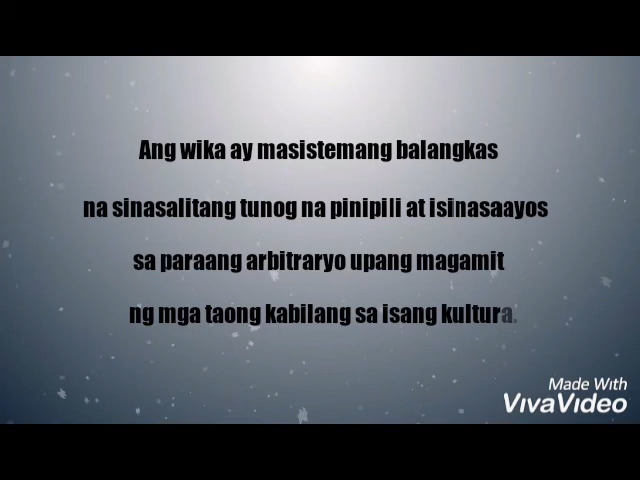 Ang wika ay masistemang balangkas
na sinasalitang tunog na pinipili at isinasaayos
sa paraang arbitraryo upang magamit
ng mga taong kabilang sa isang kultura.
Made With
VivaVideo